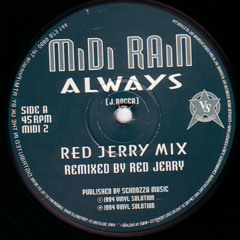 MiDi RAiN
ALWAYS
[J. ROCCA]
Vs
SIDE A
45 RPM
MIDI 2
RED JERRY MIX
REMIXED BY RED JERRY
PUBLISHED BY SCHNOZZA MUSIC
© 1994 VINYL SOLUTION
℗ 1994 VINYL SOLUTION